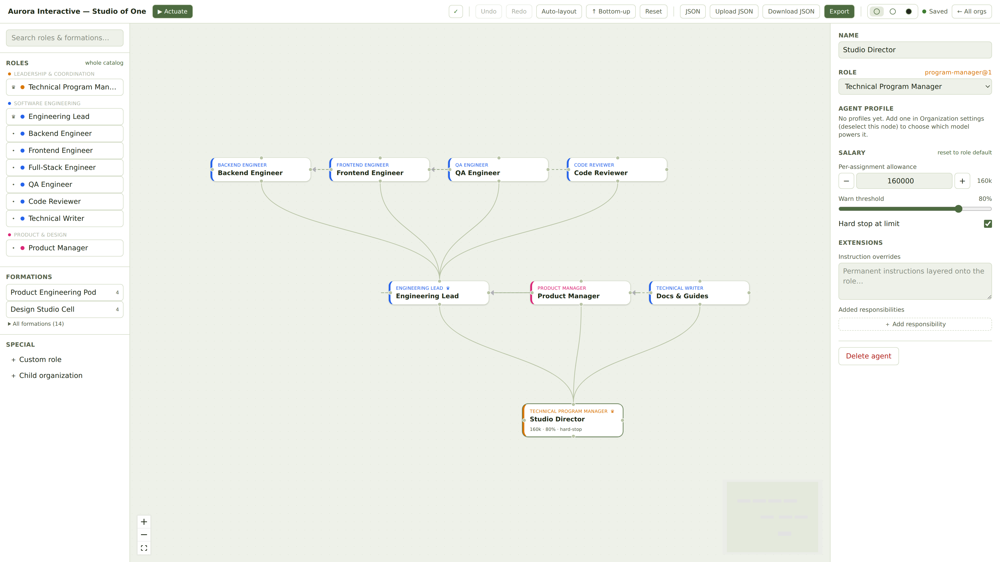 Aurora Interactive — Studio of One
▶ Actuate
✓
Undo
Redo
Auto-layout
↑ Bottom-up
Reset
JSON
Upload JSON
Download JSON
Export
Saved
← All orgs
Search roles & formations...
ROLES
whole catalog
LEADERSHIP & COORDINATION
Technical Program Man...
SOFTWARE ENGINEERING
Engineering Lead
Backend Engineer
Frontend Engineer
Full-Stack Engineer
QA Engineer
Code Reviewer
Technical Writer
PRODUCT & DESIGN
Product Manager
FORMATIONS
Product Engineering Pod 4
Design Studio Cell 4
▶ All formations (14)
SPECIAL
+ Custom role
+ Child organization
BACKEND ENGINEER
Backend Engineer
FRONTEND ENGINEER
Frontend Engineer
QA ENGINEER
QA Engineer
CODE REVIEWER
Code Reviewer
ENGINEERING LEAD ♛
Engineering Lead
PRODUCT MANAGER
Product Manager
TECHNICAL WRITER
Docs & Guides
TECHNICAL PROGRAM MANAGER ♛
Studio Director
160k · 80% · hard-stop
NAME
Studio Director
ROLE
program-manager@1
Technical Program Manager
AGENT PROFILE
No profiles yet. Add one in Organization settings
(deselect this node) to choose which model
powers it.
SALARY
reset to role default
Per-assignment allowance
− 160000 + 160k
Warn threshold 80%
Hard stop at limit
EXTENSIONS
Instruction overrides
Permanent instructions layered onto the
role...
Added responsibilities
+ Add responsibility
Delete agent